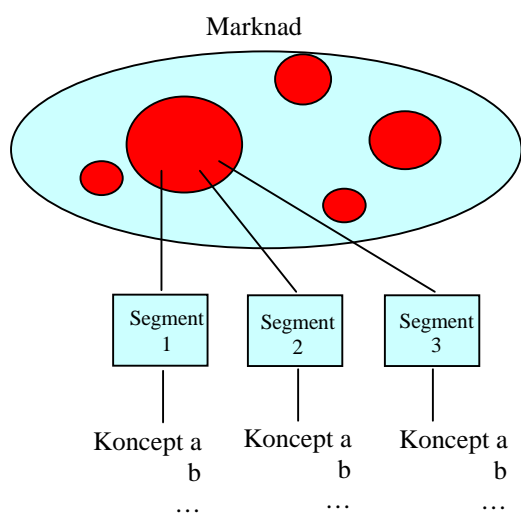 Marknad
Segment
1
Segment
2
Segment
3
Koncept a
b
…
Koncept a
b
…
Koncept a
b
…